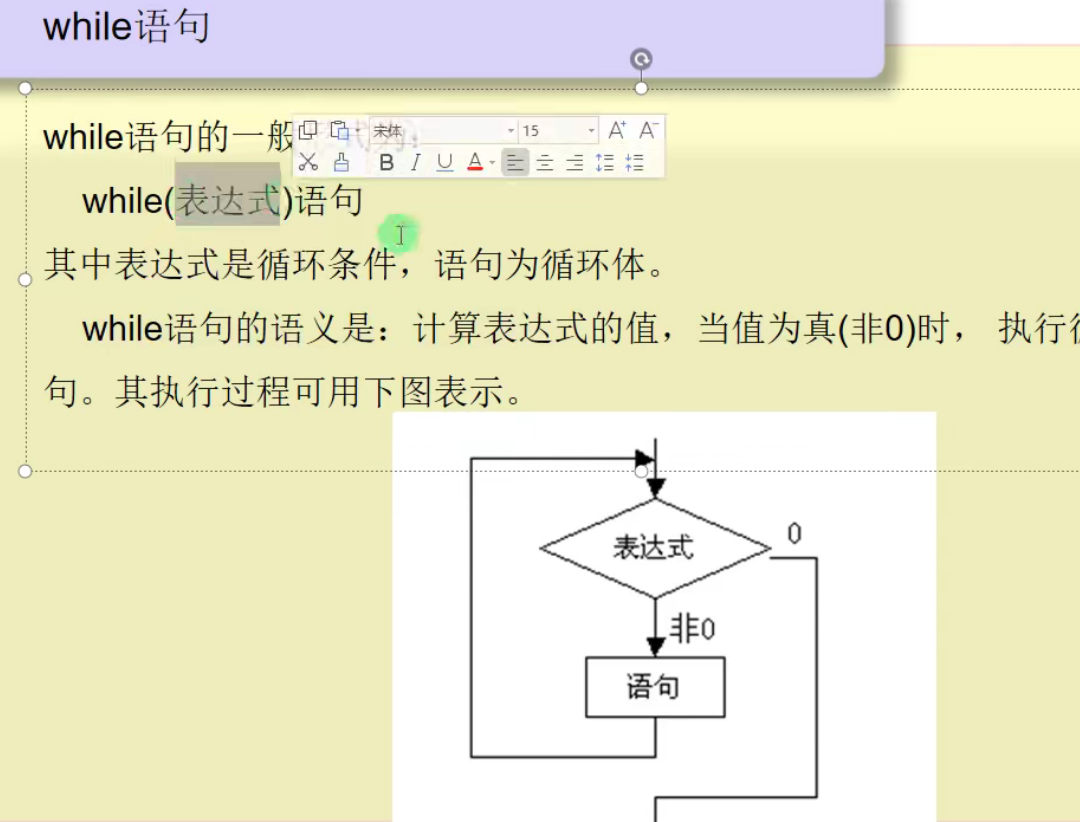 while语句
while语句的一般
宋体 15 A+ A-
B I U A
while(表达式)语句
其中表达式是循环条件，语句为循环体。
while语句的语义是：计算表达式的值，当值为真(非0)时， 执行
句。其执行过程可用下图表示。
表达式
0
非0
语句